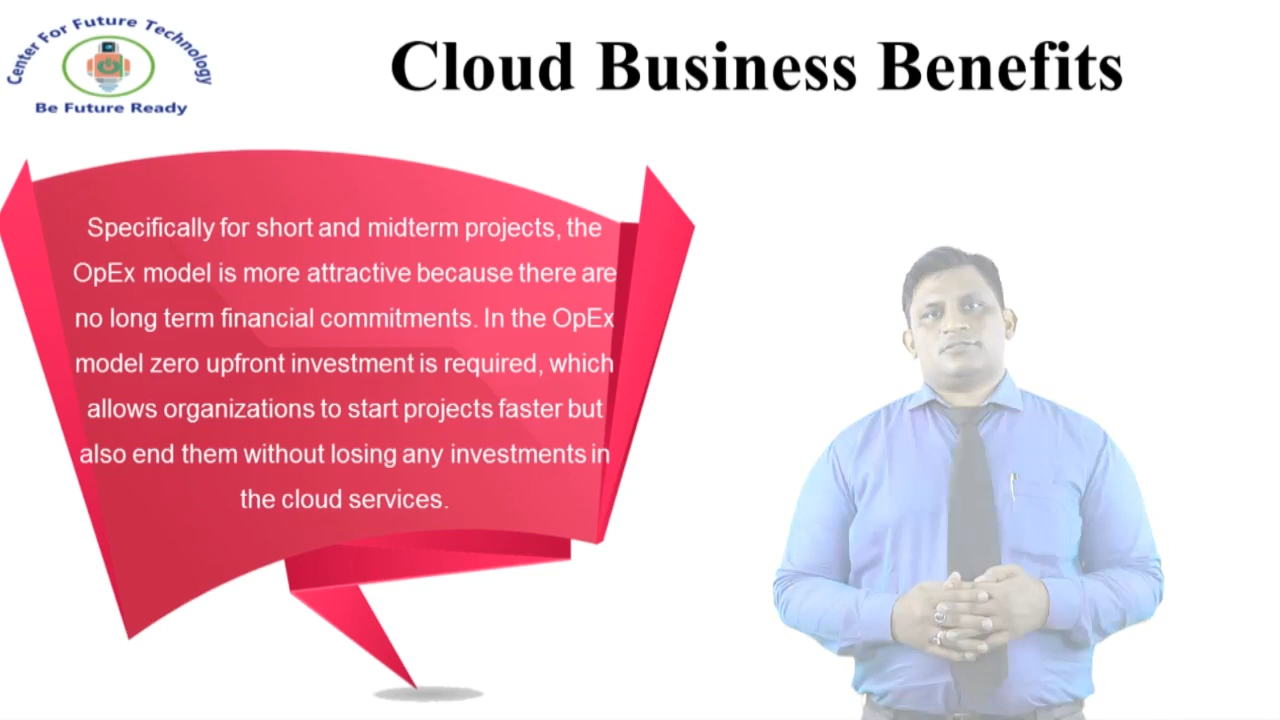 Center For Future Technology
Be Future Ready
Cloud Business Benefits
Specifically for short and midterm projects, the
OpEx model is more attractive because there are
no long term financial commitments. In the OpEx
model zero upfront investment is required, which
allows organizations to start projects faster but
also end them without losing any investments in
the cloud services.